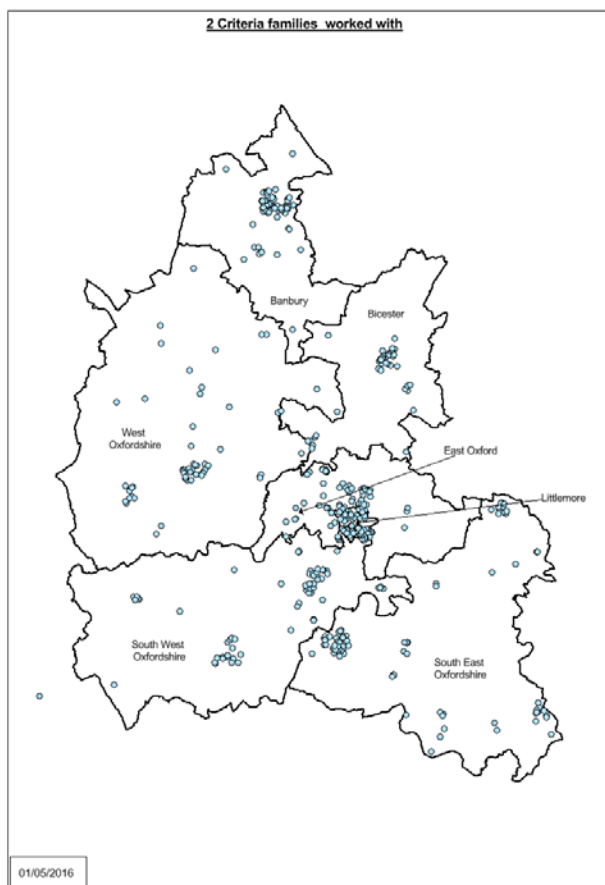 2 Criteria families worked with
Banbury
Bicester
West
Oxfordshire
East Oxford
Littlemore
South West
Oxfordshire
South East
Oxfordshire
01/05/2016